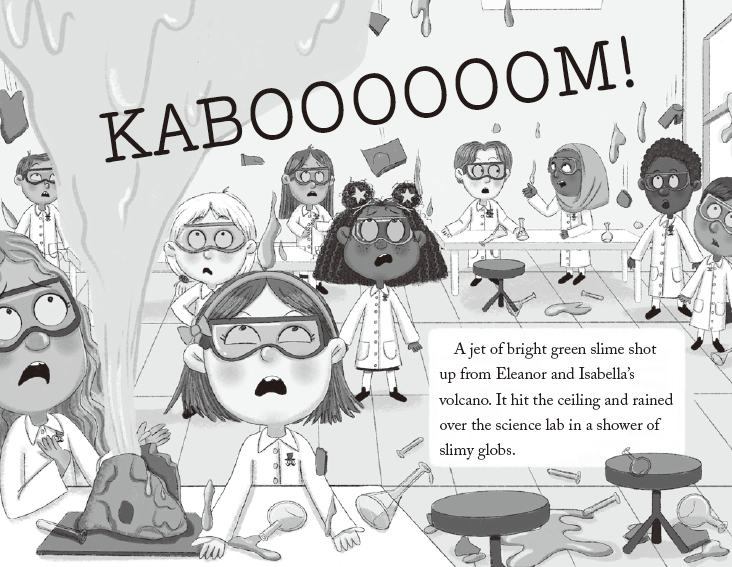 KABOOOOOOM!
A jet of bright green slime shot
up from Eleanor and Isabella's
volcano. It hit the ceiling and rained
over the science lab in a shower of
slimy globs.